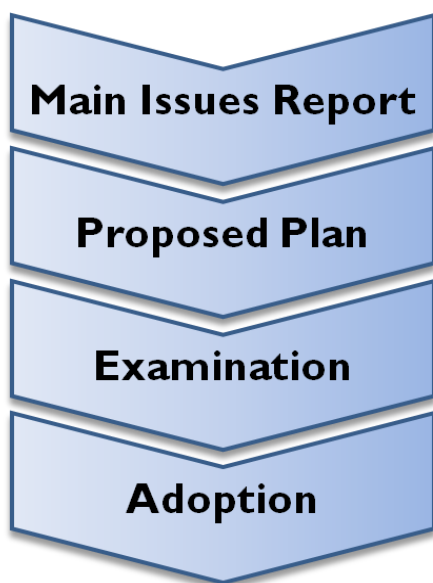 Main Issues Report
Proposed Plan
Examination
Adoption